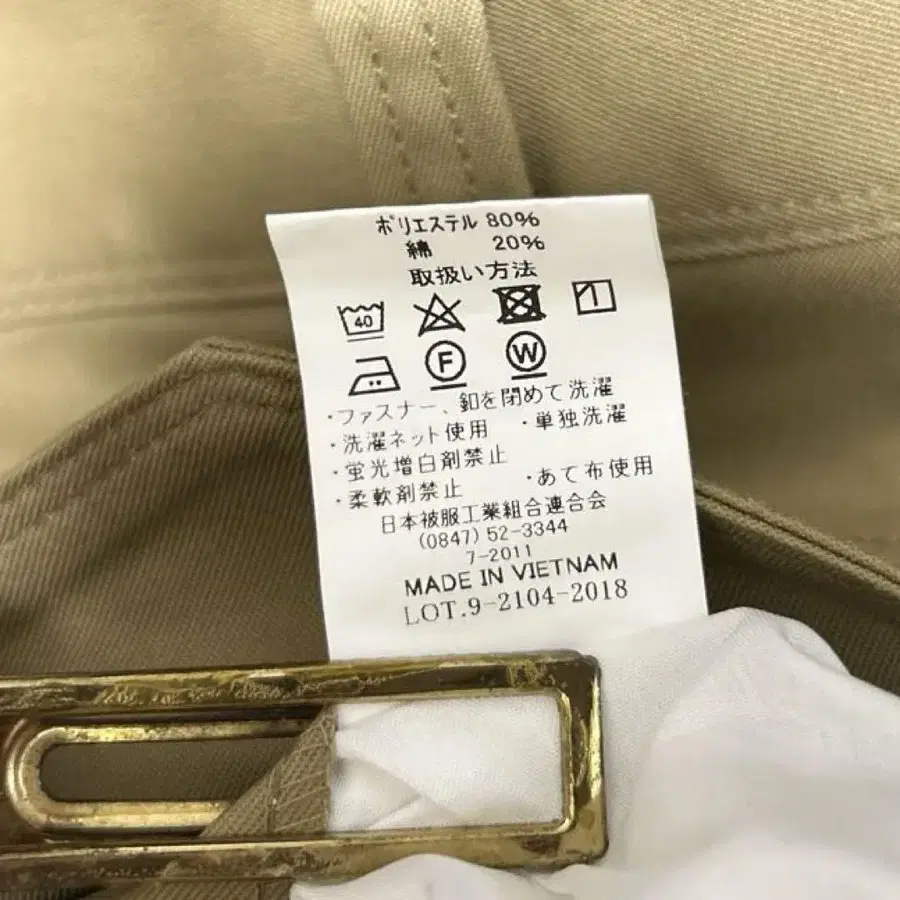 ポリエステル 80%
綿 20%
取扱い方法
40
F W
・ファスナー、釦を閉めて洗濯
・洗濯ネット使用 ・単独洗濯
・蛍光増白剤禁止
・柔軟剤禁止 ・あて布使用
日本被服工業組合連合会
(0847) 52-3344
7-2011
MADE IN VIETNAM
LOT.9-2104-2018